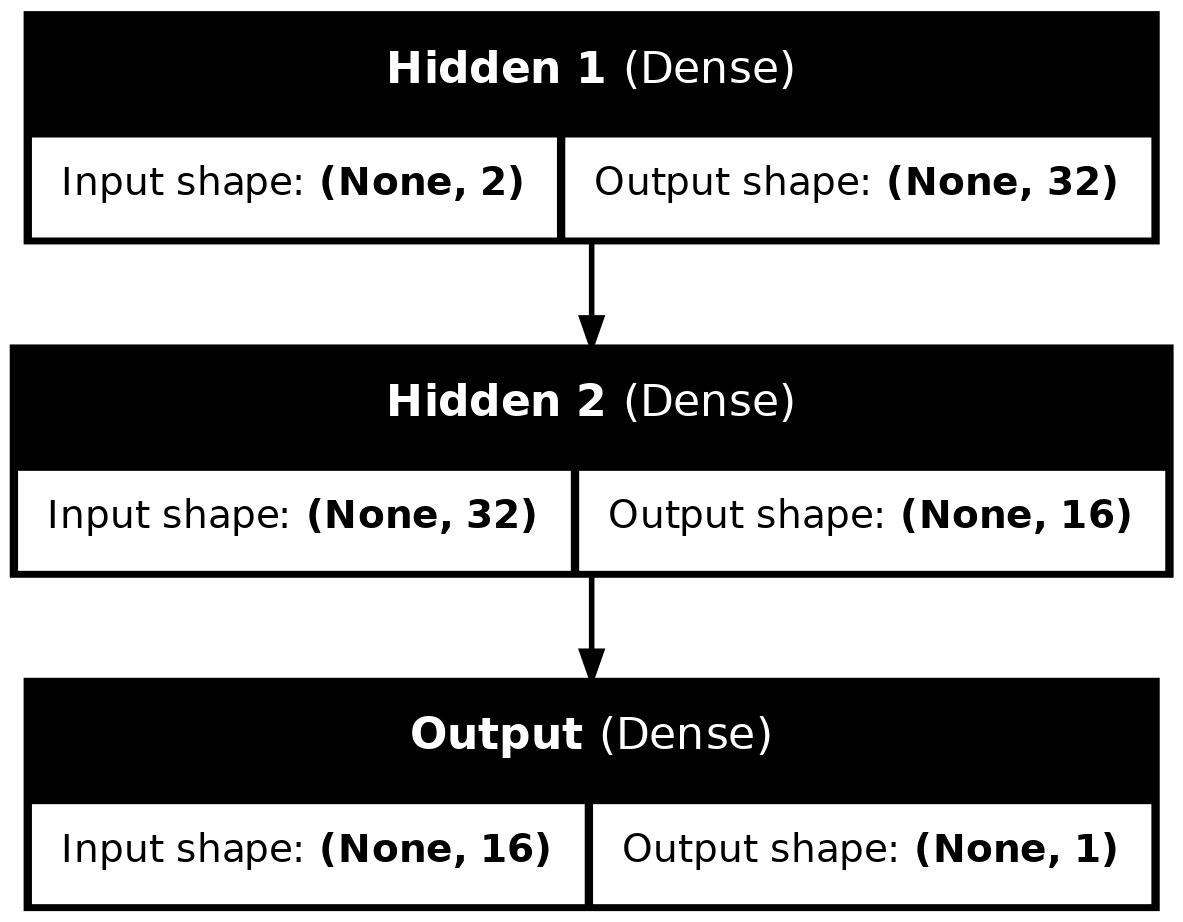 Hidden 1 (Dense)
Input shape: (None, 2) Output shape: (None, 32)
Hidden 2 (Dense)
Input shape: (None, 32) Output shape: (None, 16)
Output (Dense)
Input shape: (None, 16) Output shape: (None, 1)